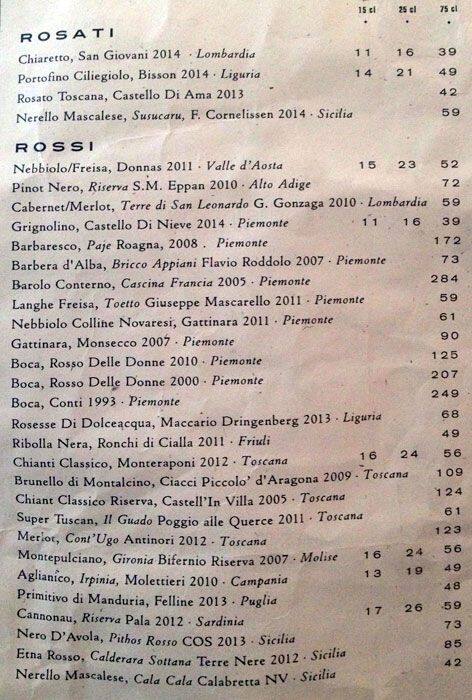 15 cl 25 cl 75 cl
ROSATI
Chiaretto, San Giovani 2014 · Lombardia 11 16 39
Portofino Ciliegiolo, Bisson 2014 · Liguria 14 21 49
Rosato Toscana, Castello Di Ama 2013 42
Nerello Mascalese, Susucaru, F. Cornelissen 2014 · Sicilia 59
ROSSI
Nebbiolo/Freisa, Donnas 2011 · Valle d'Aosta 15 23 52
Pinot Nero, Riserva S.M. Eppan 2010 · Alto Adige 72
Cabernet/Merlot, Terre di San Leonardo G. Gonzaga 2010 · Lombardia 59
Grignolino, Castello Di Nieve 2014 · Piemonte 11 16 39
Barbaresco, Paje Roagna, 2008 . Piemonte 172
Barbera d'Alba, Bricco Appiani Flavio Roddolo 2007 · Piemonte 73
Barolo Conterno, Cascina Francia 2005 · Piemonte 284
Langhe Freisa, Toetto Giuseppe Mascarello 2011 · Piemonte 59
Nebbiolo Colline Novaresi, Gattinara 2011 · Piemonte 61
Gattinara, Monsecco 2007 · Piemonte 90
Boca, Rosso Delle Donne 2010 · Piemonte 125
Boca, Rosso Delle Donne 2000 · Piemonte 207
Boca, Conti 1993 · Piemonte 249
Rosesse Di Dolceacqua, Maccario Dringenberg 2013 · Liguria 68
Ribolla Nera, Ronchi di Cialla 2011 · Friuli 49
Chianti Classico, Monteraponi 2012 · Toscana 16 24 56
Brunello di Montalcino, Ciacci Piccolo' d'Aragona 2009 · Toscana 109
Chiant Classico Riserva, Castell'In Villa 2005 · Toscana 124
Super Tuscan, Il Guado Poggio alle Querce 2011 · Toscana 61
Merlot, Cont'Ugo Antinori 2012 · Toscana 123
Montepulciano, Gironia Bifernio Riserva 2007 · Molise 16 24 56
Aglianico, Irpinia, Molettieri 2010 · Campania 13 19 49
Primitivo di Manduria, Felline 2013 · Puglia 48
Cannonau, Riserva Pala 2012 · Sardinia 17 26 59
Nero D'Avola, Pithos Rosso COS 2013 · Sicilia 73
Etna Rosso, Calderara Sottana Terre Nere 2012 · Sicilia 85
Nerello Mascalese, Cala Cala Calabretta NV · Sicilia 42